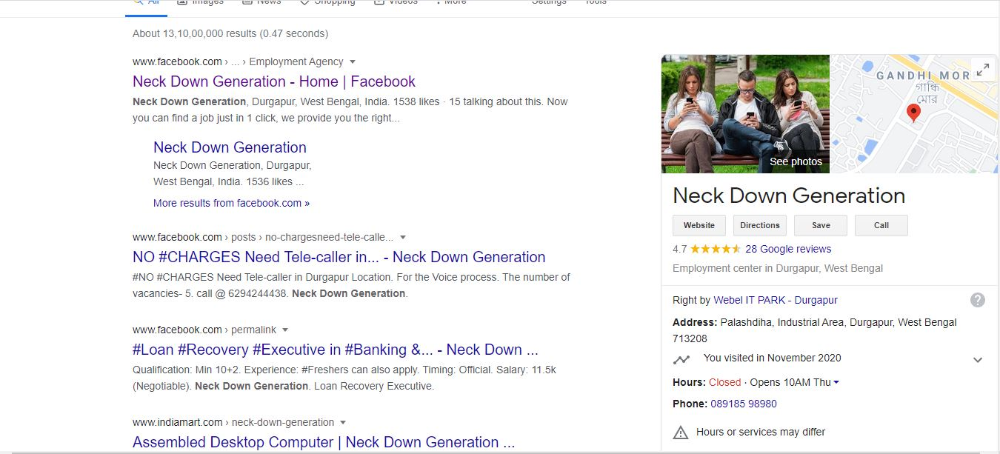 All Images News Shopping Videos More Settings Tools
About 13,10,00,000 results (0.47 seconds)
www.facebook.com › ... › Employment Agency
Neck Down Generation - Home | Facebook
Neck Down Generation, Durgapur, West Bengal, India. 1538 likes · 15 talking about this. Now
you can find a job just in 1 click, we provide you the right...
Neck Down Generation
Neck Down Generation, Durgapur,
West Bengal, India. 1536 likes ...
More results from facebook.com »
www.facebook.com › posts › no-chargesneed-tele-calle...
NO #CHARGES Need Tele-caller in... - Neck Down Generation
#NO #CHARGES Need Tele-caller in Durgapur Location. For the Voice process. The number of
vacancies- 5. call @ 6294244438. Neck Down Generation.
www.facebook.com › permalink
#Loan #Recovery #Executive in #Banking &... - Neck Down ...
Qualification: Min 10+2. Experience: #Freshers can also apply. Timing: Official. Salary: 11.5k
(Negotiable). Neck Down Generation. Loan Recovery Executive.
www.indiamart.com › neck-down-generation
Assembled Desktop Computer | Neck Down Generation ...
See photos
GANDHI MOR
গান্ধি
মোর
Neck Down Generation
Website Directions Save Call
4.7 28 Google reviews
Employment center in Durgapur, West Bengal
Right by Webel IT PARK - Durgapur
Address: Palashdiha, Industrial Area, Durgapur, West Bengal
713208
You visited in November 2020
Hours: Closed · Opens 10AM Thu
Phone: 089185 98980
Hours or services may differ